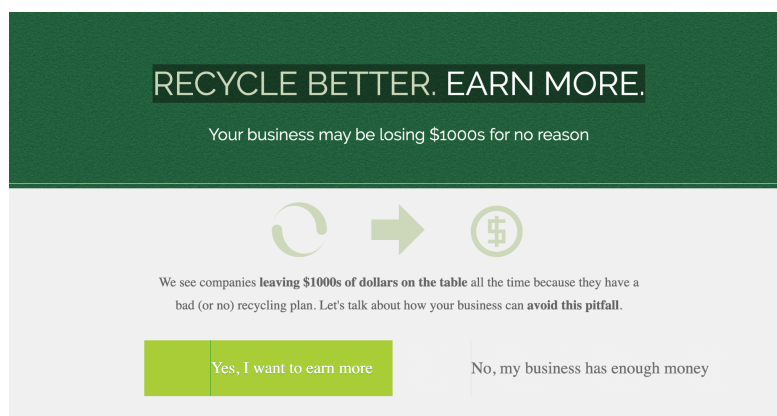 RECYCLE BETTER. EARN MORE.
Your business may be losing $1000s for no reason
$
We see companies leaving $1000s of dollars on the table all the time because they have a
bad (or no) recycling plan. Let's talk about how your business can avoid this pitfall.
Yes, I want to earn more
No, my business has enough money